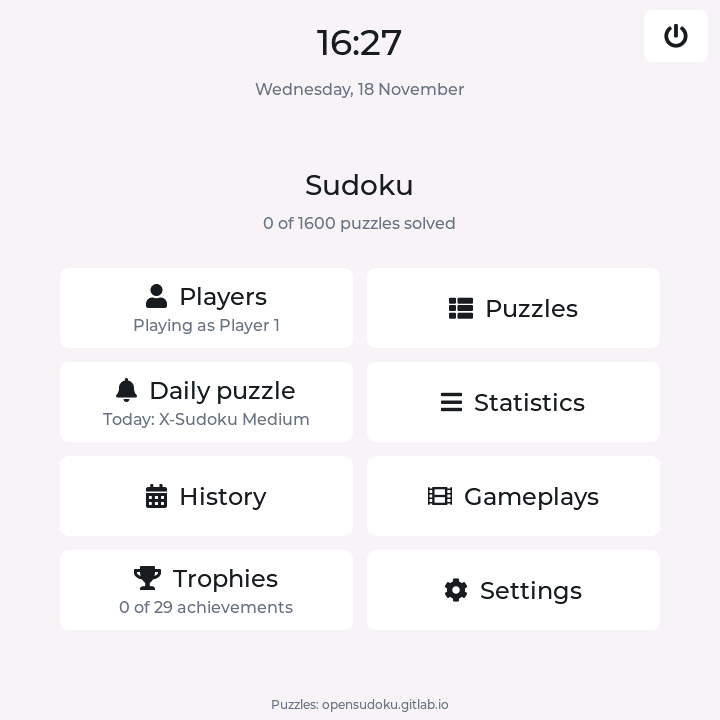 16:27
Wednesday, 18 November
Sudoku
0 of 1600 puzzles solved
Players
Playing as Player 1
Puzzles
Daily puzzle
Today: X-Sudoku Medium
Statistics
History
Gameplays
Trophies
0 of 29 achievements
Settings
Puzzles: opensudoku.gitlab.io